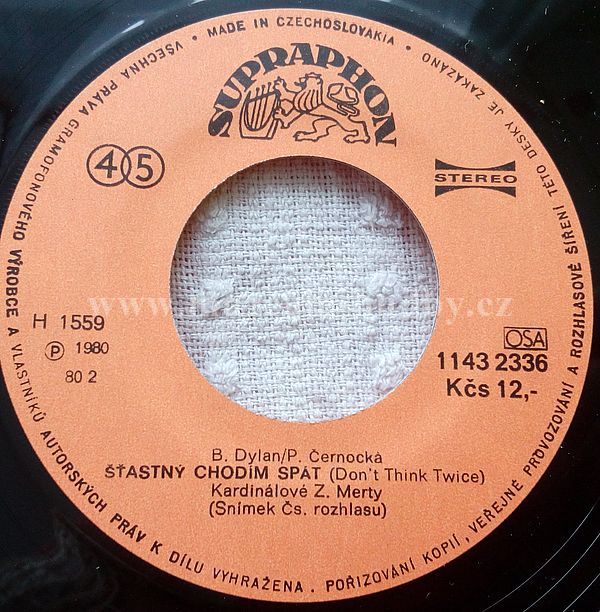 MADE IN CZECHOSLOVAKIA • VŠECHNA PRÁVA GRAMOFONOVÉHO VÝROBCE A VLASTNÍKŮ AUTORSKÝCH PRÁV K DÍLU VYHRAŽENA. POŘIZOVÁNÍ KOPIÍ, VEŘEJNÉ PROVOZOVÁNÍ A ROZHLASOVÉ ŠÍŘENÍ TÉTO DESKY JE ZAKÁZÁNO
SUPRAPHON
45
STEREO
H 1559
Ⓟ 1980
80 2
OSA
1143 2336
Kčs 12,-
B. Dylan/P. Černocká
ŠŤASTNÝ CHODÍM SPÁT (Don't Think Twice)
Kardinálové Z. Merty
(Snímek Čs. rozhlasu)